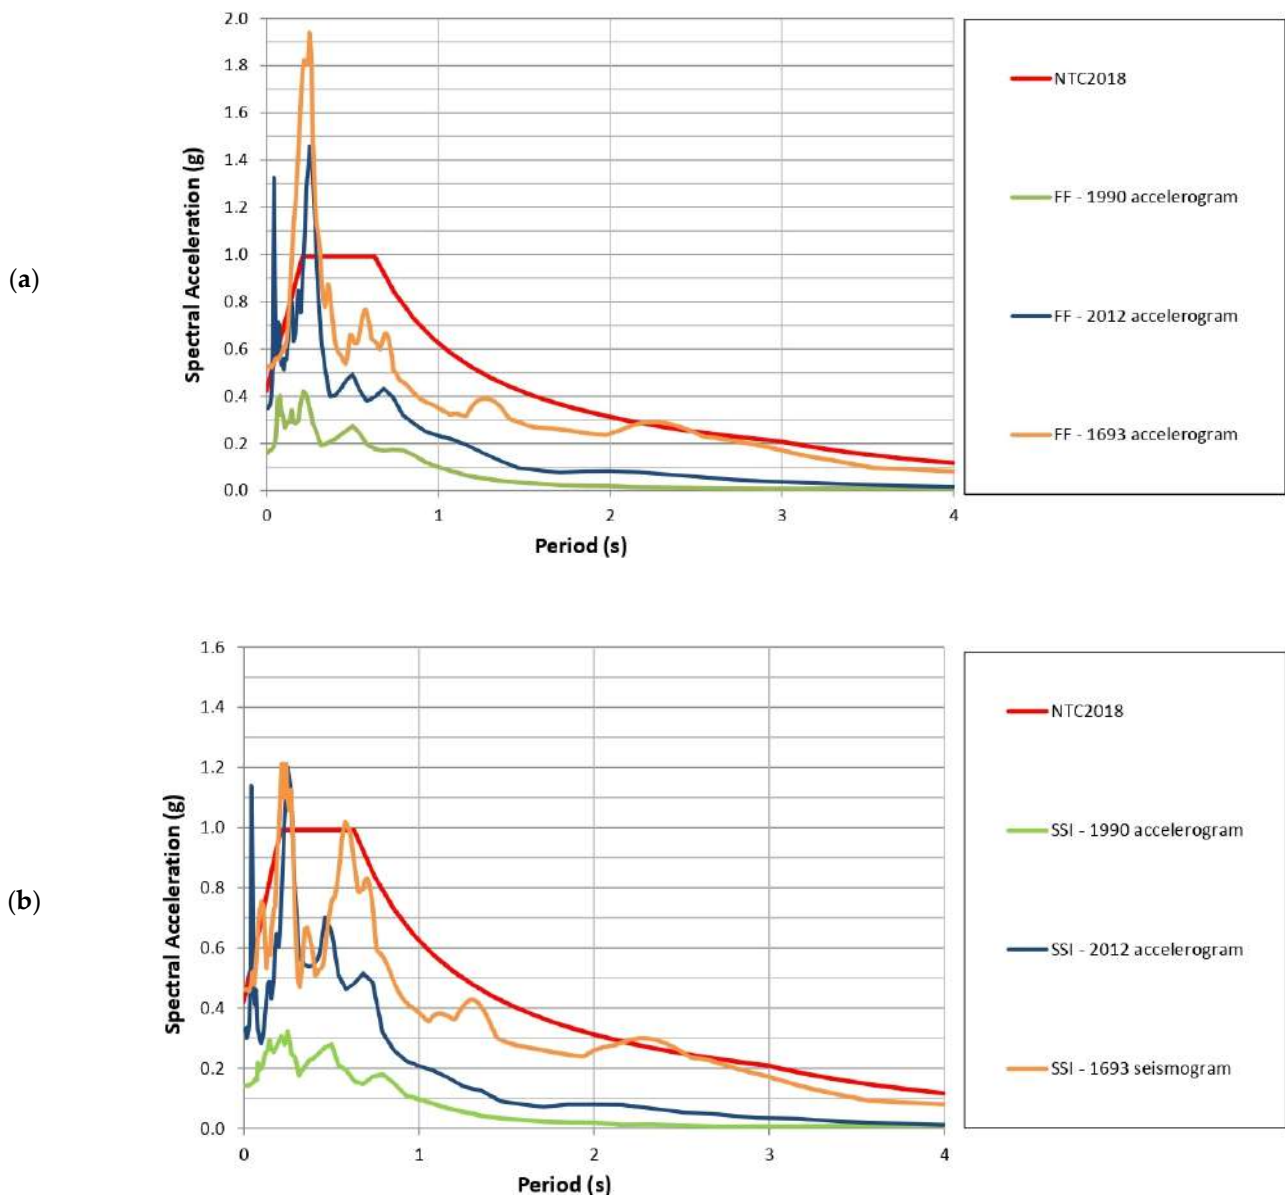 (a)
Spectral Acceleration (g)
2.0
1.8
1.6
1.4
1.2
1.0
0.8
0.6
0.4
0.2
0.0
0 1 2 3 4
Period (s)
NTC2018
FF - 1990 accelerogram
FF - 2012 accelerogram
FF - 1693 accelerogram
(b)
Spectral Acceleration (g)
1.6
1.4
1.2
1.0
0.8
0.6
0.4
0.2
0.0
0 1 2 3 4
Period (s)
NTC2018
SSI - 1990 accelerogram
SSI - 2012 accelerogram
SSI - 1693 seismogram